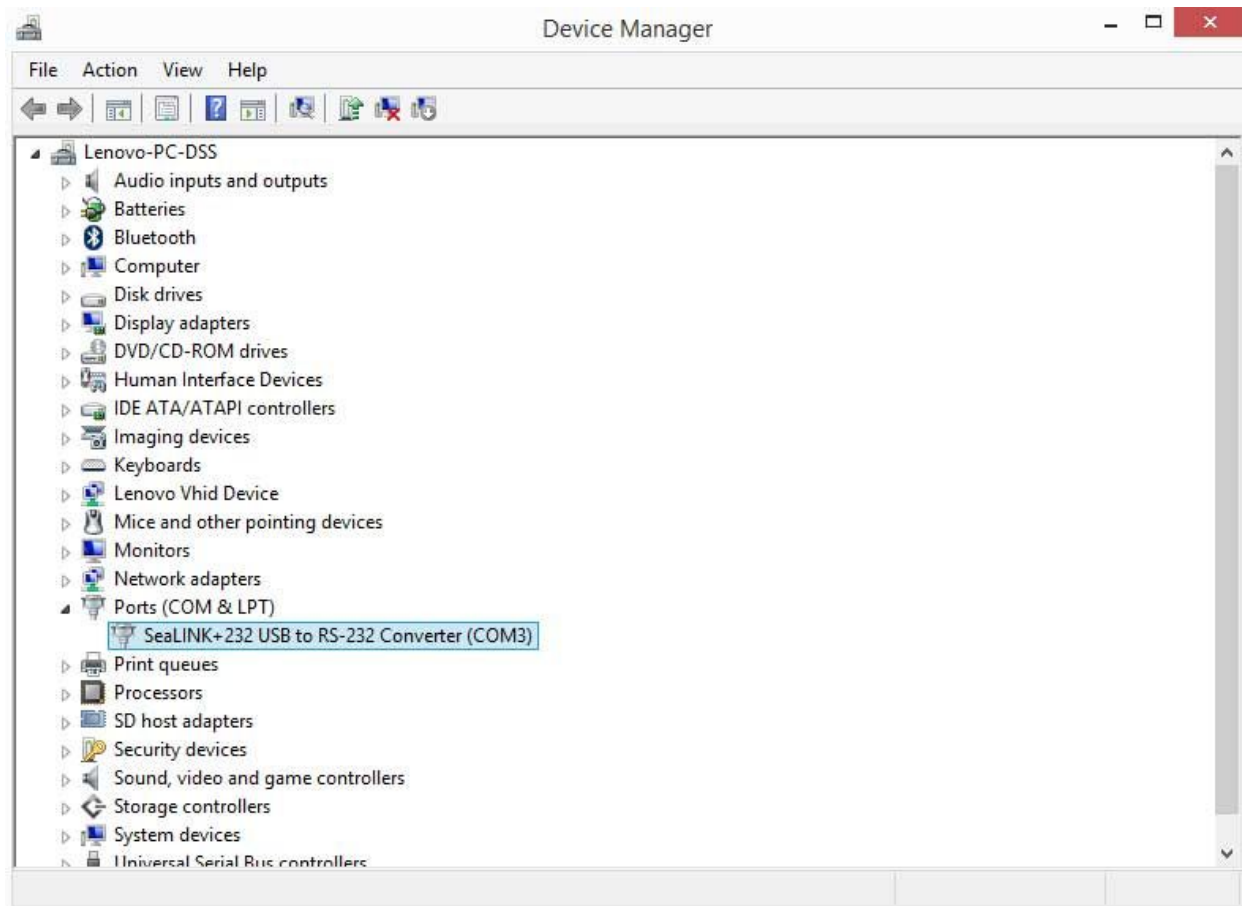 Device Manager
File Action View Help
Lenovo-PC-DSS
Audio inputs and outputs
Batteries
Bluetooth
Computer
Disk drives
Display adapters
DVD/CD-ROM drives
Human Interface Devices
IDE ATA/ATAPI controllers
Imaging devices
Keyboards
Lenovo Vhid Device
Mice and other pointing devices
Monitors
Network adapters
Ports (COM & LPT)
SeaLINK+232 USB to RS-232 Converter (COM3)
Print queues
Processors
SD host adapters
Security devices
Sound, video and game controllers
Storage controllers
System devices
Universal Serial Bus controllers